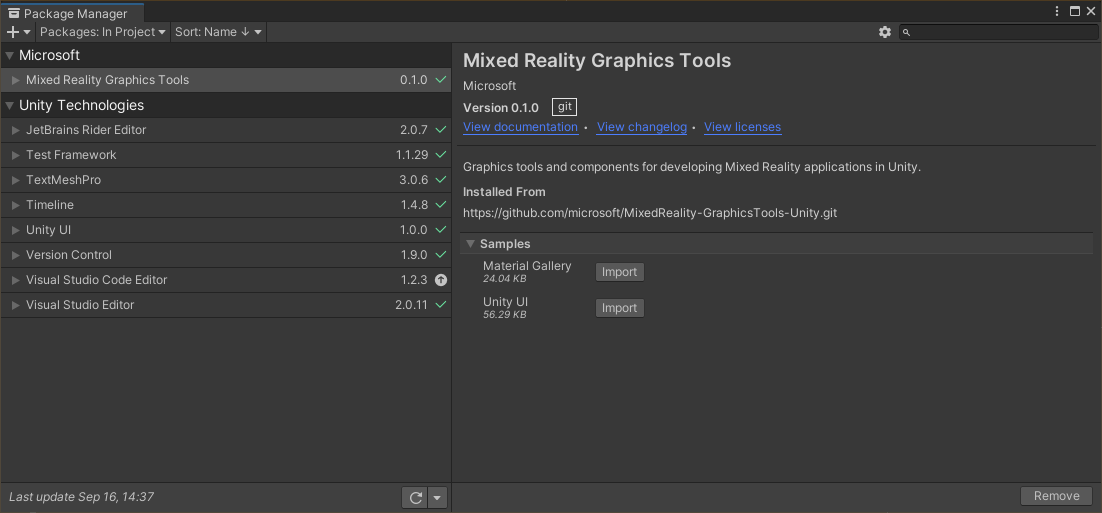 Package Manager
Packages: In Project Sort: Name ↓
Microsoft
Mixed Reality Graphics Tools 0.1.0
Unity Technologies
JetBrains Rider Editor 2.0.7
Test Framework 1.1.29
TextMeshPro 3.0.6
Timeline 1.4.8
Unity UI 1.0.0
Version Control 1.9.0
Visual Studio Code Editor 1.2.3
Visual Studio Editor 2.0.11
Last update Sep 16, 14:37
Mixed Reality Graphics Tools
Microsoft
Version 0.1.0 git
View documentation • View changelog • View licenses
Graphics tools and components for developing Mixed Reality applications in Unity.
Installed From
https://github.com/microsoft/MixedReality-GraphicsTools-Unity.git
Samples
Material Gallery Import
24.04 KB
Unity UI Import
56.29 KB
Remove